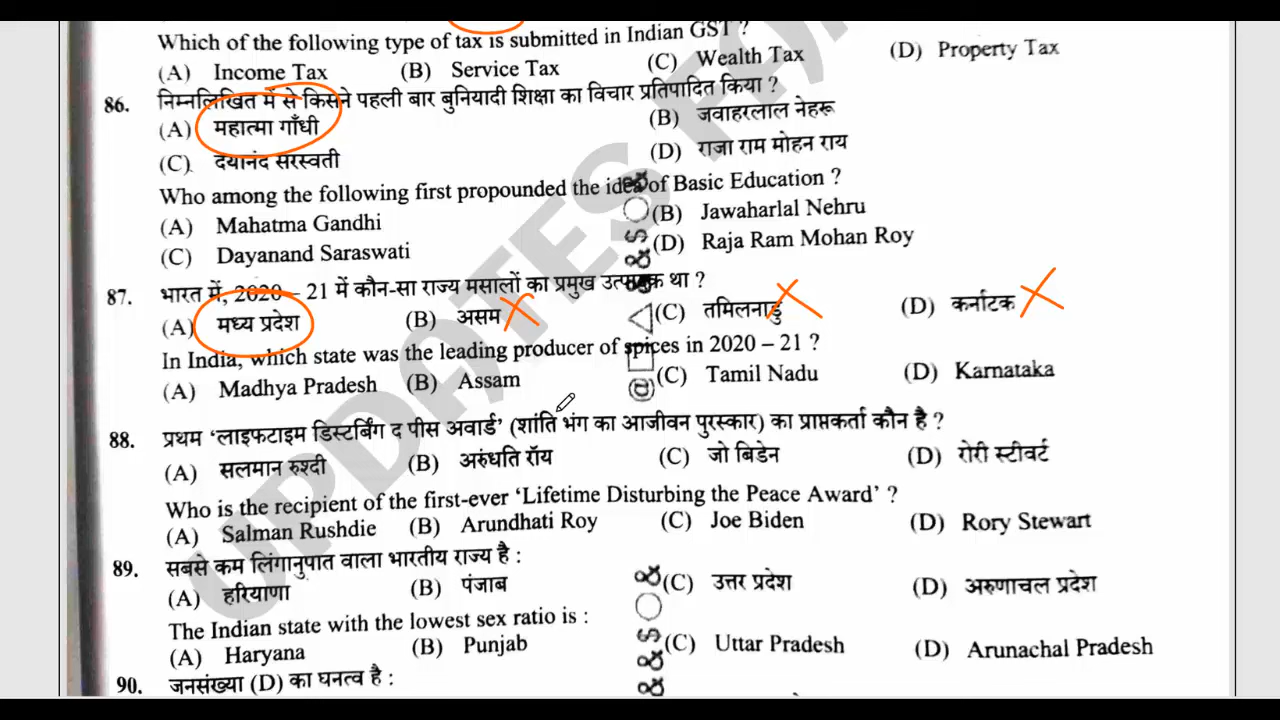 Which of the following type of tax is submitted in Indian GST ?
(A) Income Tax (B) Service Tax (C) Wealth Tax (D) Property Tax
86. निम्नलिखित में से किसने पहली बार बुनियादी शिक्षा का विचार प्रतिपादित किया ?
(A) महात्मा गाँधी (B) जवाहरलाल नेहरू
(C) दयानंद सरस्वती (D) राजा राम मोहन राय
Who among the following first propounded the idea of Basic Education ?
(A) Mahatma Gandhi (B) Jawaharlal Nehru
(C) Dayanand Saraswati (D) Raja Ram Mohan Roy
87. भारत में, 2020 – 21 में कौन-सा राज्य मसालों का प्रमुख उत्पादक था ?
(A) मध्य प्रदेश (B) असम (C) तमिलनाडु (D) कर्नाटक
In India, which state was the leading producer of spices in 2020 – 21 ?
(A) Madhya Pradesh (B) Assam (C) Tamil Nadu (D) Karnataka
88. प्रथम ‘लाइफटाइम डिस्टर्बिंग द पीस अवार्ड’ (शांति भंग का आजीवन पुरस्कार) का प्राप्तकर्ता कौन है ?
(A) सलमान रुश्दी (B) अरुंधति रॉय (C) जो बिडेन (D) रोरी स्टीवर्ट
Who is the recipient of the first-ever ‘Lifetime Disturbing the Peace Award’ ?
(A) Salman Rushdie (B) Arundhati Roy (C) Joe Biden (D) Rory Stewart
89. सबसे कम लिंगानुपात वाला भारतीय राज्य है :
(A) हरियाणा (B) पंजाब (C) उत्तर प्रदेश (D) अरुणाचल प्रदेश
The Indian state with the lowest sex ratio is :
(A) Haryana (B) Punjab (C) Uttar Pradesh (D) Arunachal Pradesh
90. जनसंख्या (D) का घनत्व है :
UPDATES